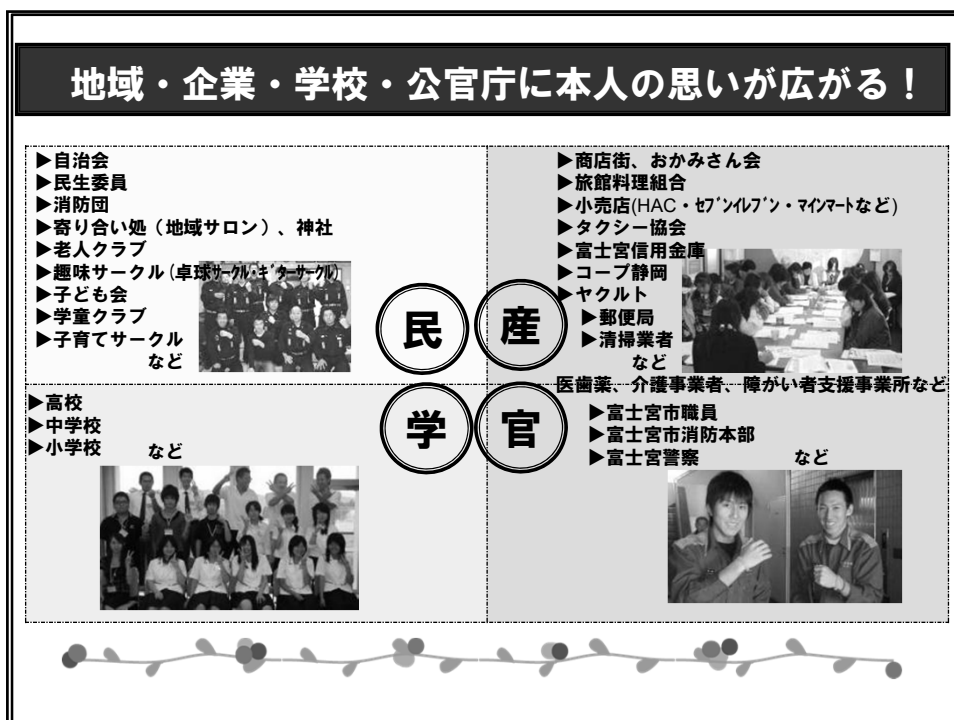 地域・企業・学校・公官庁に本人の思いが広がる！
▶自治会
▶民生委員
▶消防団
▶寄り合い処（地域サロン）、神社
▶老人クラブ
▶趣味サークル(卓球ｻｰｸﾙ・ｷﾞﾀｰｻｰｸﾙ)
▶子ども会
▶学童クラブ
▶子育てサークル
など
民
▶商店街、おかみさん会
▶旅館料理組合
▶小売店(HAC・ｾﾌﾞﾝｲﾚﾌﾞﾝ・ﾏｲﾝﾏｰﾄなど)
▶タクシー協会
▶富士宮信用金庫
▶コープ静岡
▶ヤクルト
▶郵便局
▶清掃業者
など
医歯薬、介護事業者、障がい者支援事業所など
産
▶高校
▶中学校
▶小学校 など
学
官
▶富士宮市職員
▶富士宮市消防本部
▶富士宮警察 など